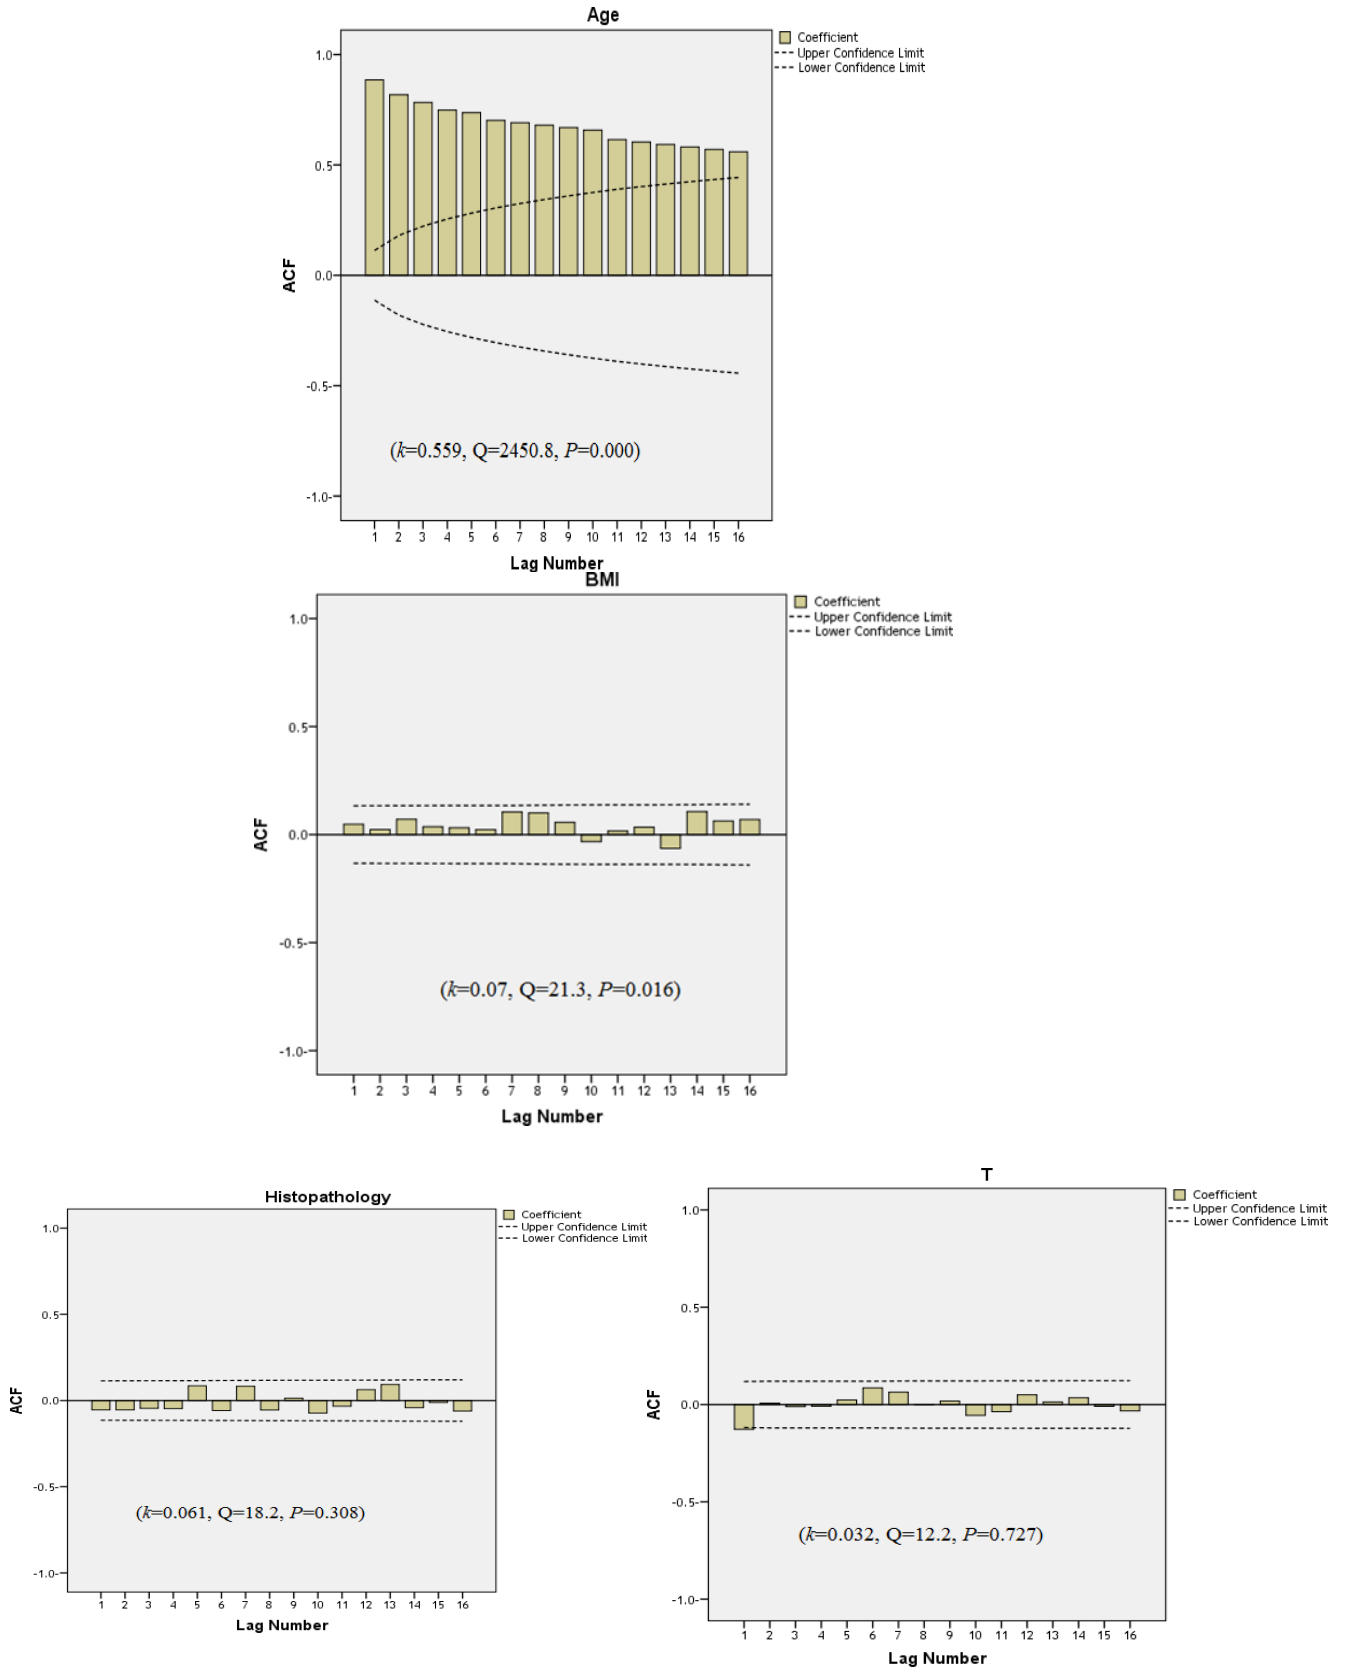 Age
Coefficient
Upper Confidence Limit
Lower Confidence Limit
1.0
0.5
0.0
-0.5
-1.0
ACF
(k=0.559, Q=2450.8, P=0.000)
1 2 3 4 5 6 7 8 9 10 11 12 13 14 15 16
Lag Number
BMI
Coefficient
Upper Confidence Limit
Lower Confidence Limit
1.0
0.5
0.0
-0.5
-1.0
ACF
(k=0.07, Q=21.3, P=0.016)
1 2 3 4 5 6 7 8 9 10 11 12 13 14 15 16
Lag Number
Histopathology
Coefficient
Upper Confidence Limit
Lower Confidence Limit
1.0
0.5
0.0
-0.5
-1.0
ACF
(k=0.061, Q=18.2, P=0.308)
1 2 3 4 5 6 7 8 9 10 11 12 13 14 15 16
Lag Number
T
Coefficient
Upper Confidence Limit
Lower Confidence Limit
1.0
0.5
0.0
-0.5
-1.0
ACF
(k=0.032, Q=12.2, P=0.727)
1 2 3 4 5 6 7 8 9 10 11 12 13 14 15 16
Lag Number